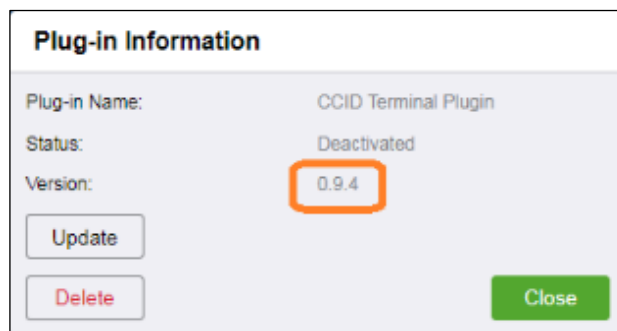 Plug-in Information
Plug-in Name: CCID Terminal Plugin
Status: Deactivated
Version: 0.9.4
Update
Delete Close